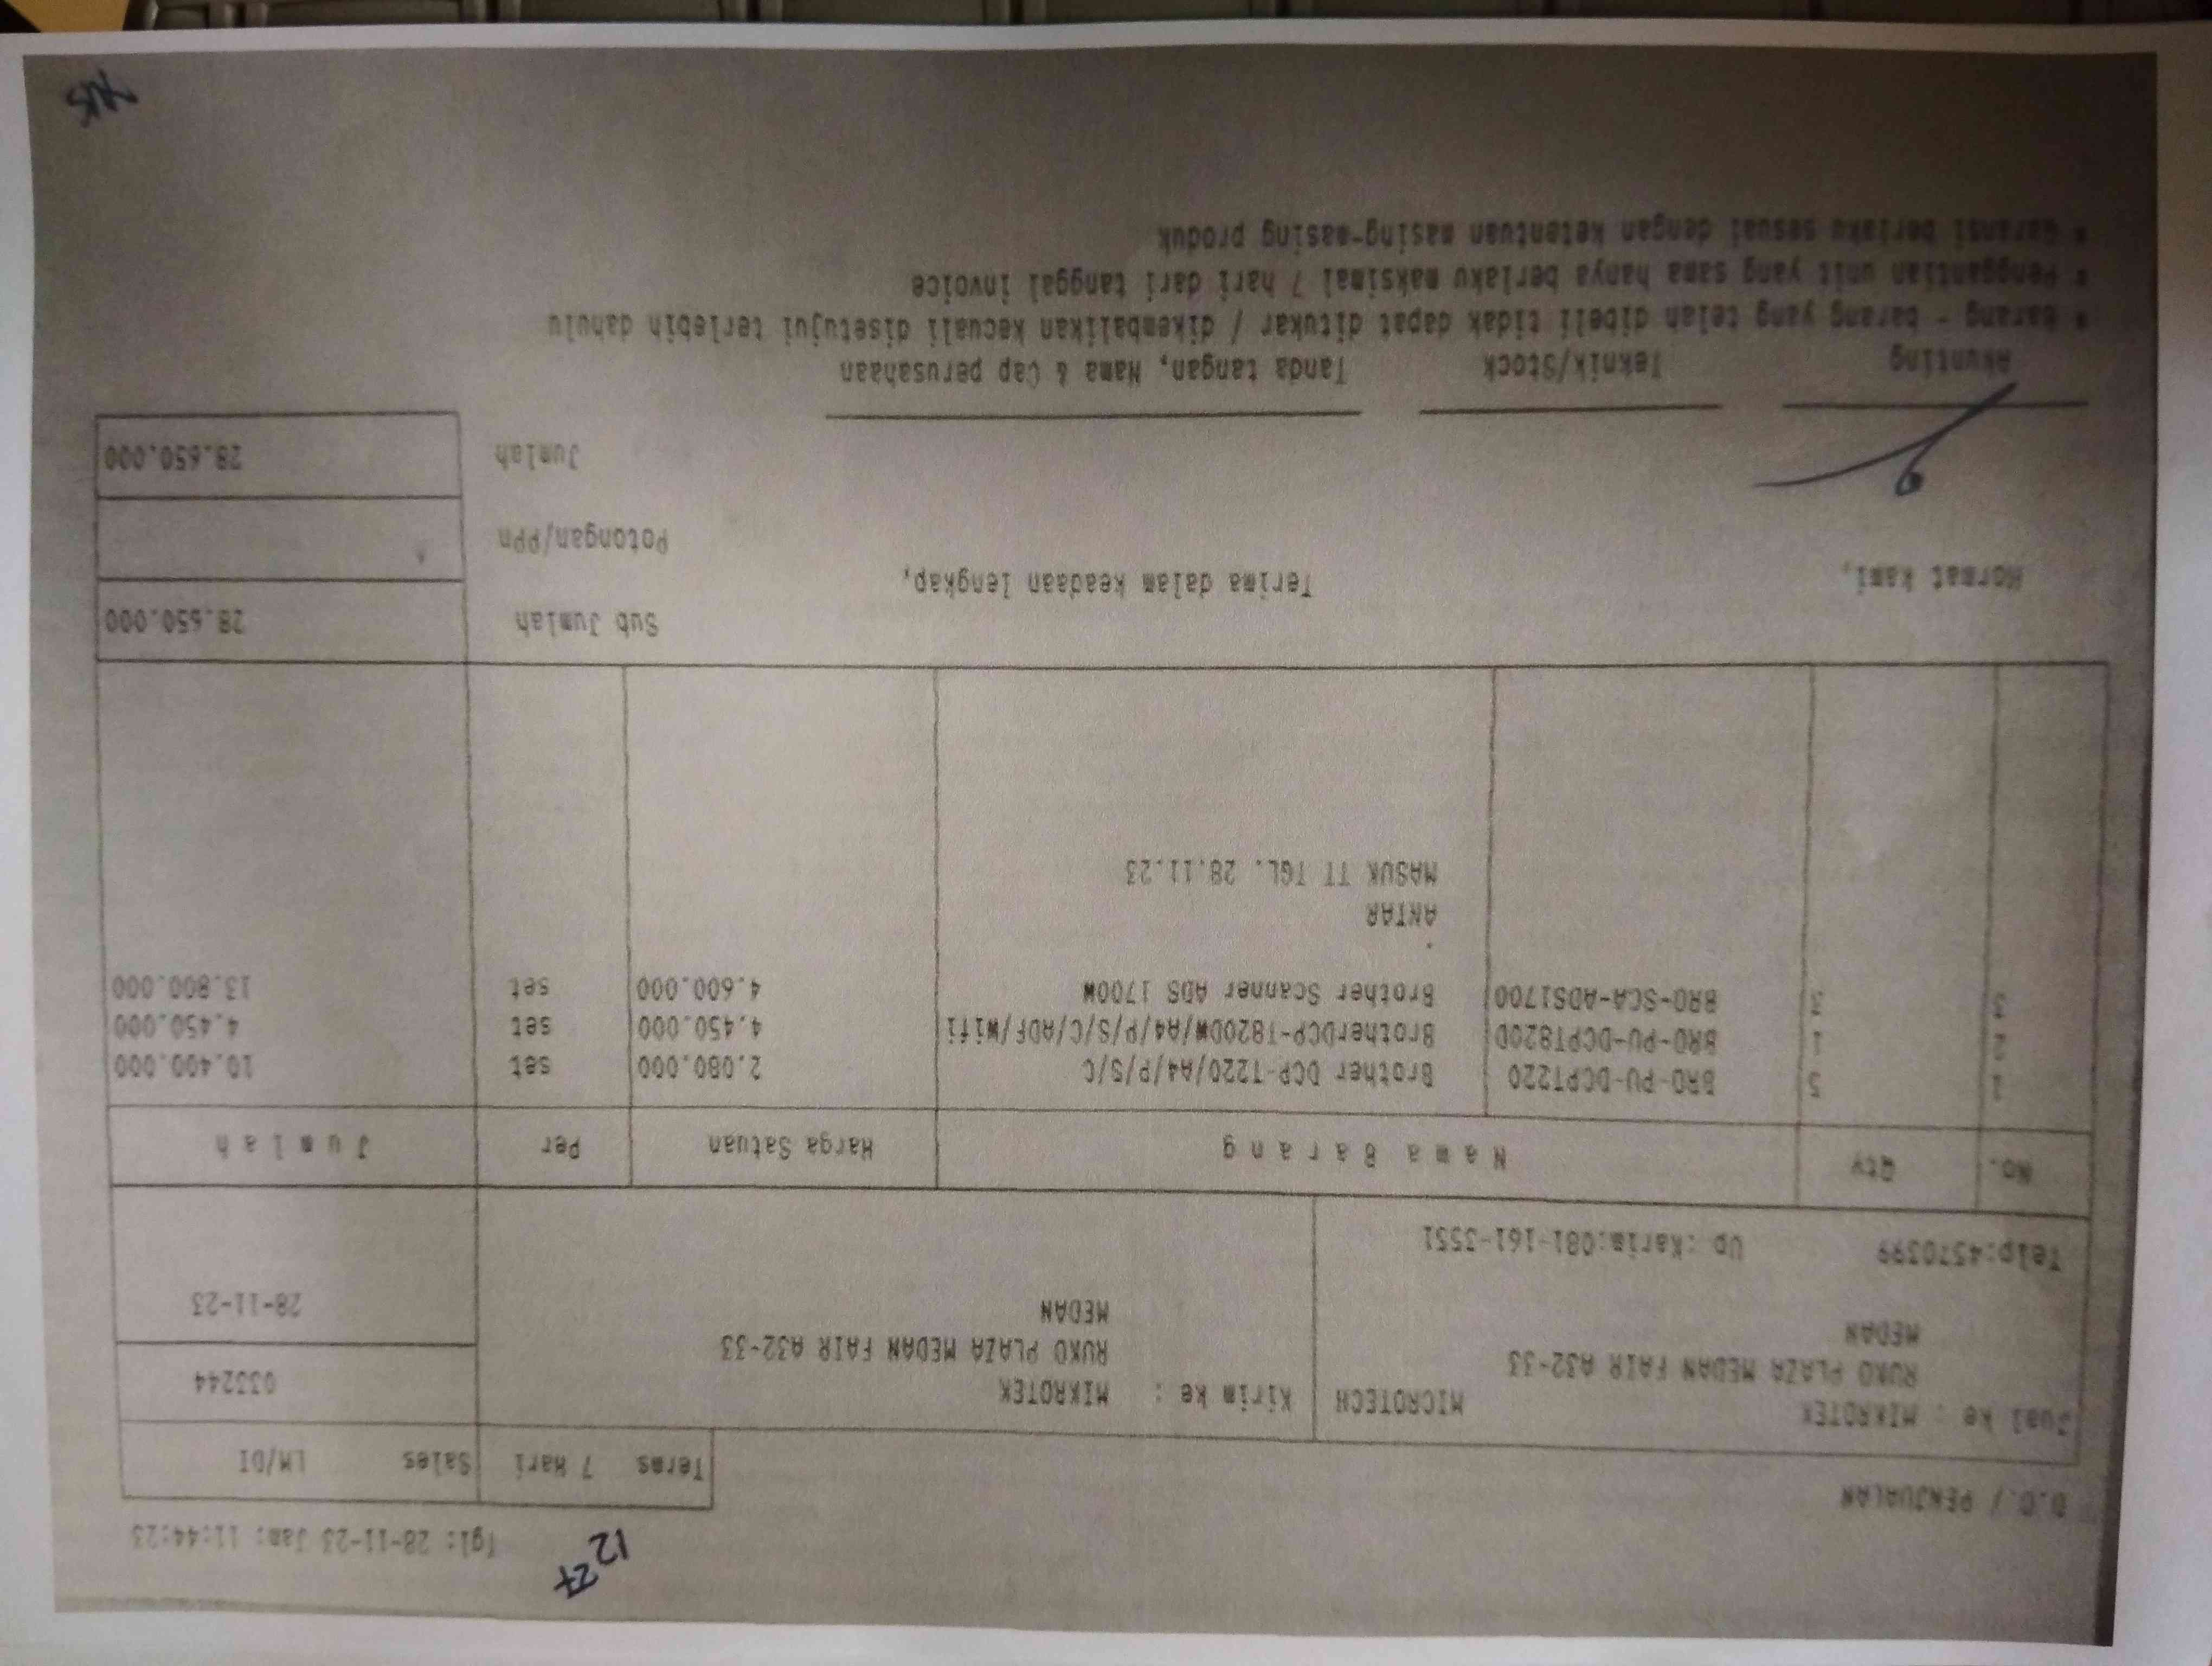 Tgl: 28-11-23 Jam: 11:44:23
27
12
D.O. / PENJUALAN
Terms 7 Hari Sales LM/DI
Jual ke : MIKROTEK MICROTECH
RUKO PLAZA MEDAN FAIR A32-33
MEDAN
Telp:4570399 Up :Karim:081-161-3551
Kirim ke : MIKROTEK
RUKO PLAZA MEDAN FAIR A32-33
MEDAN
033244
28-11-23
No. Qty Nama Barang Harga Satuan Per Jumlah
1 5 BRO-PU-DCPT220 Brother DCP-T220/A4/P/S/C 2.080.000 set 10.400.000
2 1 BRO-PU-DCPT820D BrotherDCP-T820DW/A4/P/S/C/ADF/Wifi 4.450.000 set 4.450.000
3 3 BRO-SCA-ADS1700 Brother Scanner ADS 1700W 4.600.000 set 13.800.000
.
ANTAR
MASUK TT TGL. 28.11.23
Sub Jumlah 28.650.000
Hormat kami, Terima dalam keadaan lengkap,
Potongan/PPn
Jumlah 28.650.000
Akunting Teknik/Stock Tanda tangan, Nama & Cap perusahaan
* Barang - barang yang telah dibeli tidak dapat ditukar / dikembalikan kecuali disetujui terlebih dahulu
* Penggantian unit yang sama hanya berlaku maksimal 7 hari dari tanggal invoice
* Garansi berlaku sesuai dengan ketentuan masing-masing produk